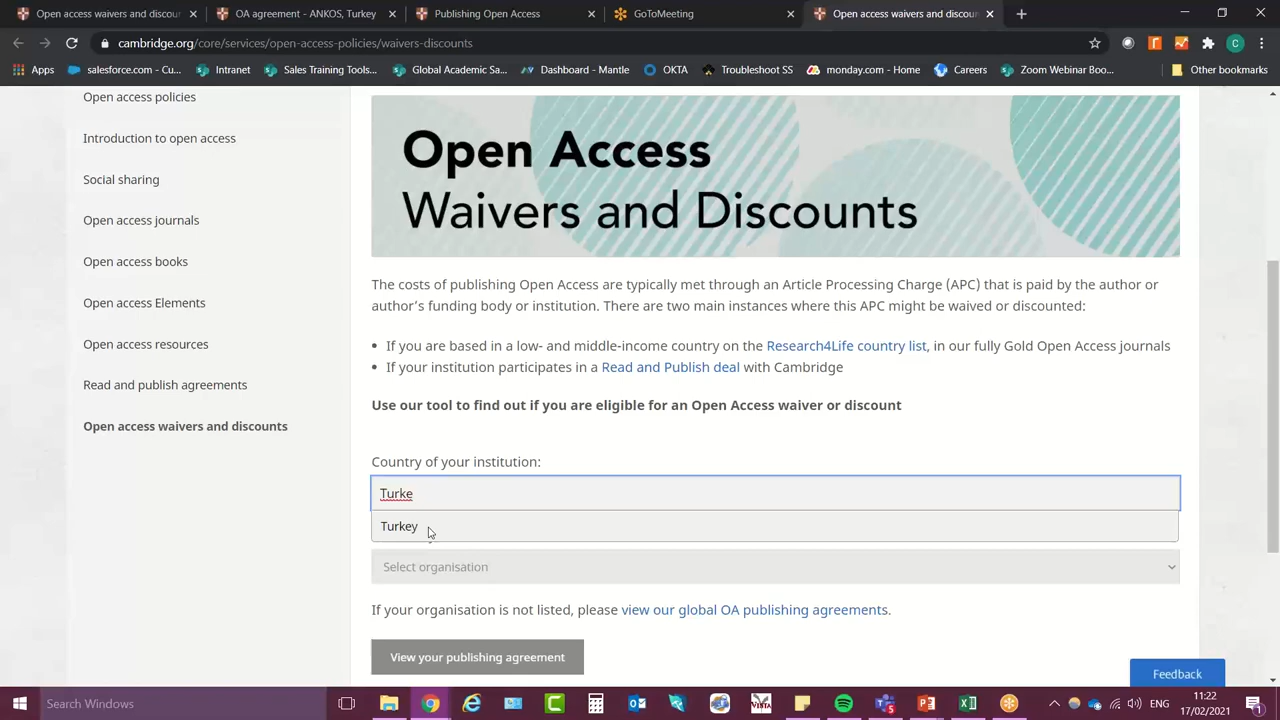 Open access waivers and discou
OA agreement - ANKOS, Turkey
Publishing Open Access
GoToMeeting
Open access waivers and discoun
cambridge.org/core/services/open-access-policies/waivers-discounts
C
Apps
salesforce.com - Cu...
Intranet
Sales Training Tools...
Global Academic Sa...
Dashboard - Mantle
OKTA
Troubleshoot SS
monday.com - Home
Careers
Zoom Webinar Boo...
Other bookmarks
Open access policies
Introduction to open access
Social sharing
Open access journals
Open access books
Open access Elements
Open access resources
Read and publish agreements
Open access waivers and discounts
Open Access
Waivers and Discounts
The costs of publishing Open Access are typically met through an Article Processing Charge (APC) that is paid by the author or
author's funding body or institution. There are two main instances where this APC might be waived or discounted:
• If you are based in a low- and middle-income country on the Research4Life country list, in our fully Gold Open Access journals
• If your institution participates in a Read and Publish deal with Cambridge
Use our tool to find out if you are eligible for an Open Access waiver or discount
Country of your institution:
Turke
Turkey
Select organisation
If your organisation is not listed, please view our global OA publishing agreements.
View your publishing agreement
Feedback
Search Windows
11:22
17/02/2021